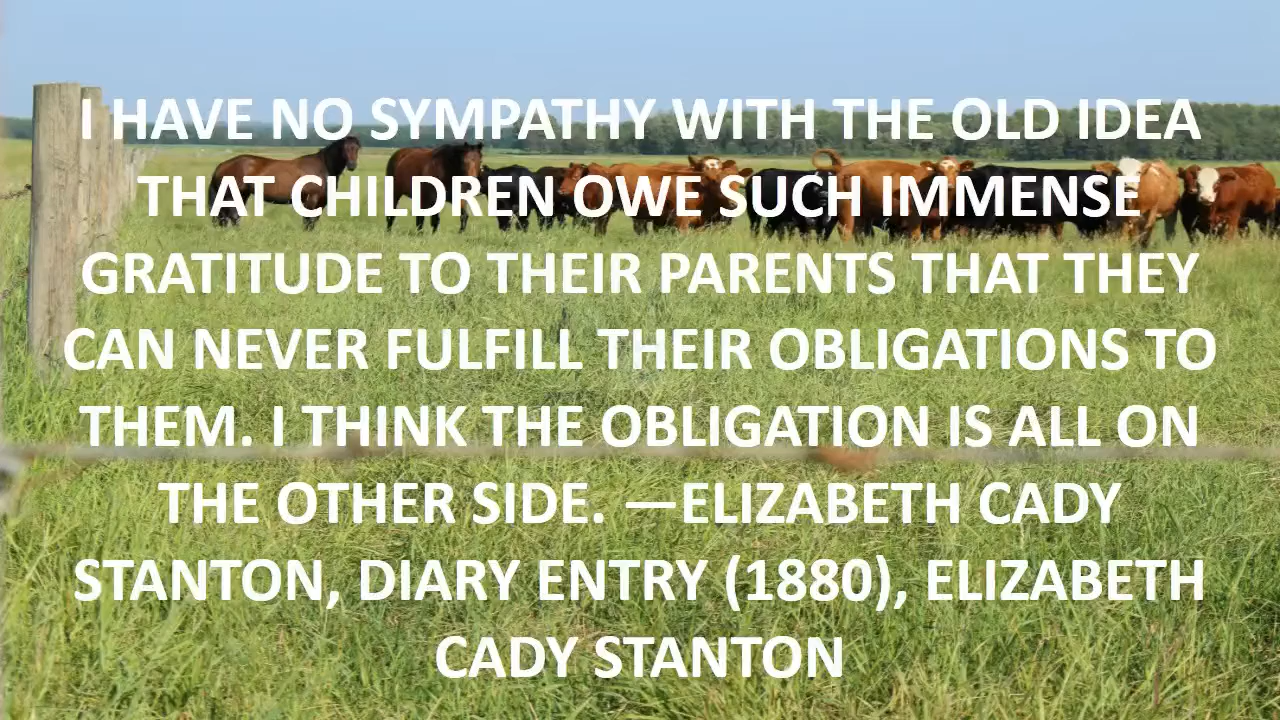 I HAVE NO SYMPATHY WITH THE OLD IDEA
THAT CHILDREN OWE SUCH IMMENSE
GRATITUDE TO THEIR PARENTS THAT THEY
CAN NEVER FULFILL THEIR OBLIGATIONS TO
THEM. I THINK THE OBLIGATION IS ALL ON
THE OTHER SIDE. —ELIZABETH CADY
STANTON, DIARY ENTRY (1880), ELIZABETH
CADY STANTON